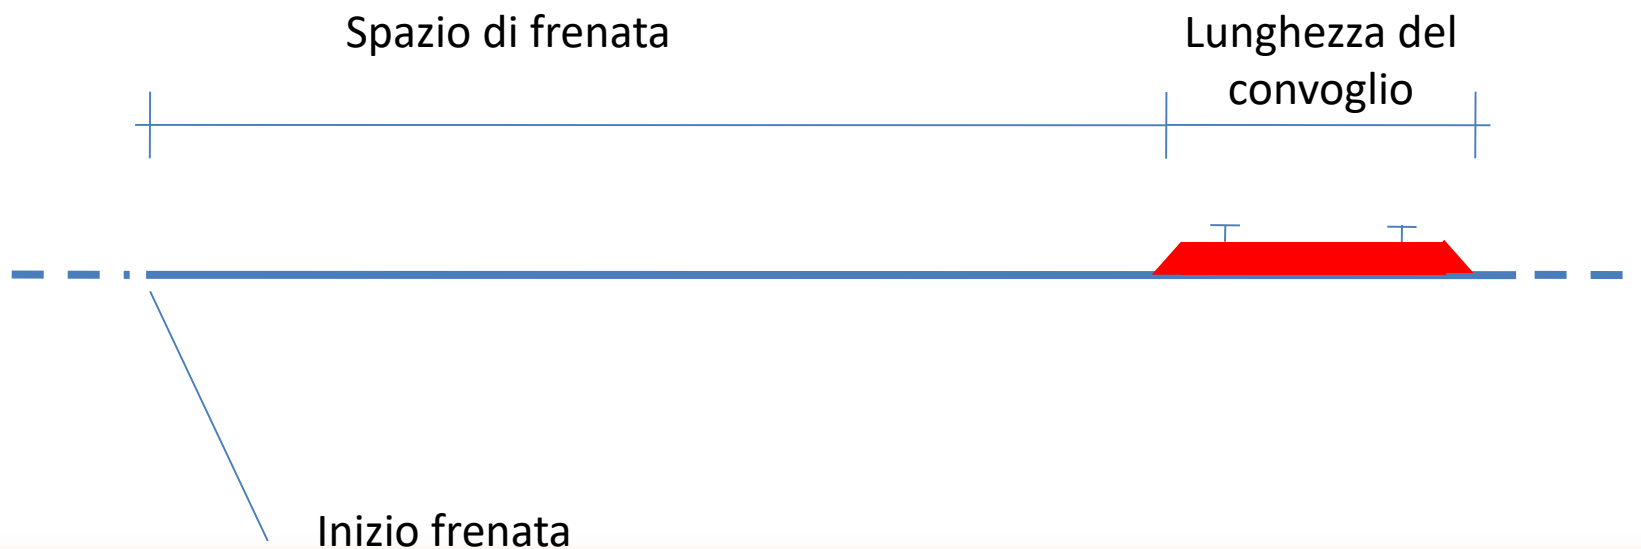 Spazio di frenata
Lunghezza del
convoglio
Inizio frenata